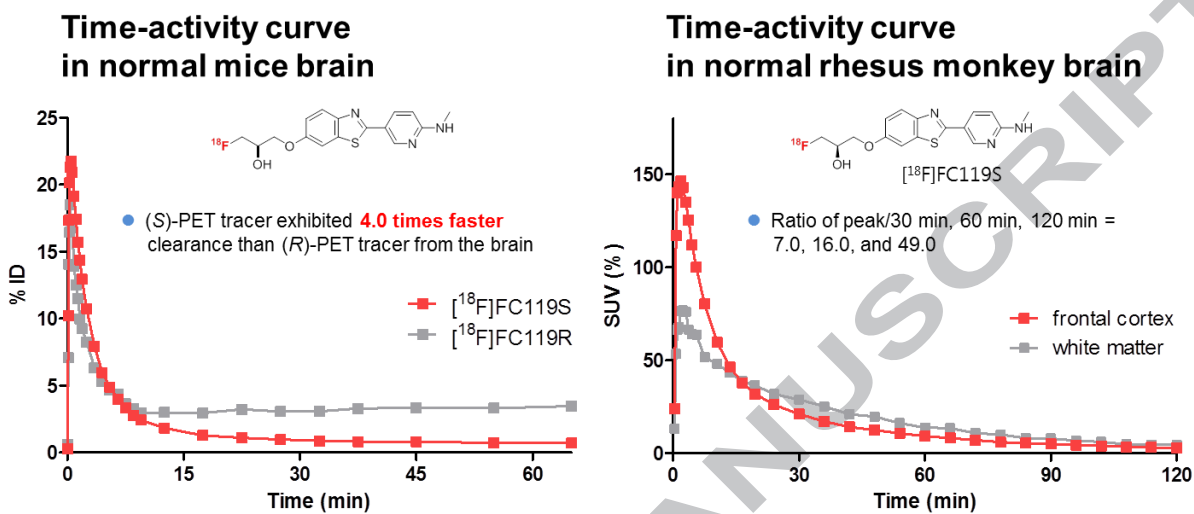 Time-activity curve
in normal mice brain
25
20
15
10
5
0
% ID
0
15
30
45
60
Time (min)
¹⁸F
OH
O
N
S
N
NH
(S)-PET tracer exhibited 4.0 times faster
clearance than (R)-PET tracer from the brain
[¹⁸F]FC119S
[¹⁸F]FC119R
Time-activity curve
in normal rhesus monkey brain
150
100
50
0
SUV (%)
0
30
60
90
120
Time (min)
¹⁸F
OH
O
N
S
N
NH
[¹⁸F]FC119S
Ratio of peak/30 min, 60 min, 120 min =
7.0, 16.0, and 49.0
frontal cortex
white matter
ANUSCRIPT